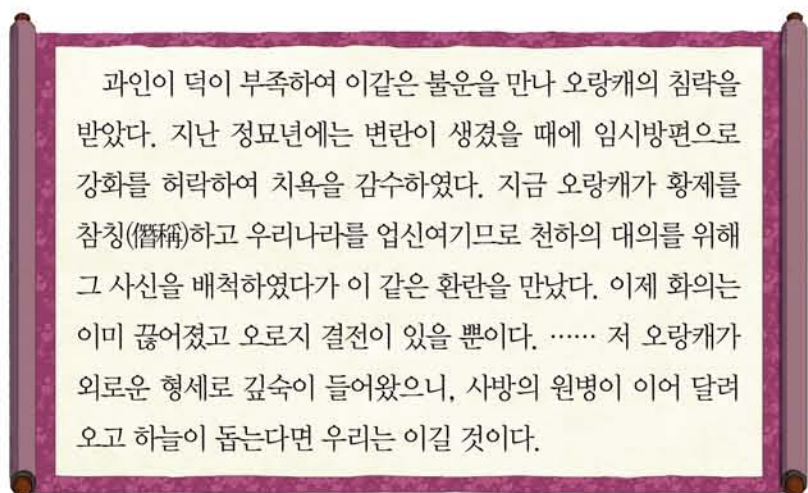 과인이 덕이 부족하여 이같은 불운을 만나 오랑캐의 침략을
받았다. 지난 정묘년에는 변란이 생겼을 때에 임시방편으로
강화를 허락하여 치욕을 감수하였다. 지금 오랑캐가 황제를
참칭(僭稱)하고 우리나라를 업신여기므로 천하의 대의를 위해
그 사신을 배척하였다가 이 같은 환란을 만났다. 이제 화의는
이미 끊어졌고 오로지 결전이 있을 뿐이다. …… 저 오랑캐가
외로운 형세로 깊숙이 들어왔으니, 사방의 원병이 이어 달려
오고 하늘이 돕는다면 우리는 이길 것이다.